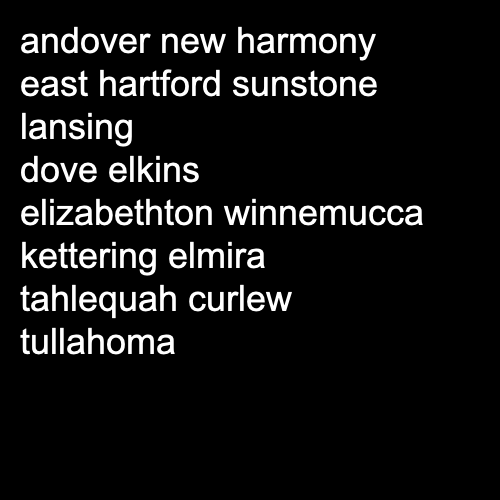 andover new harmony
east hartford sunstone
lansing
dove elkins
elizabethton winnemucca
kettering elmira
tahlequah curlew
tullahoma